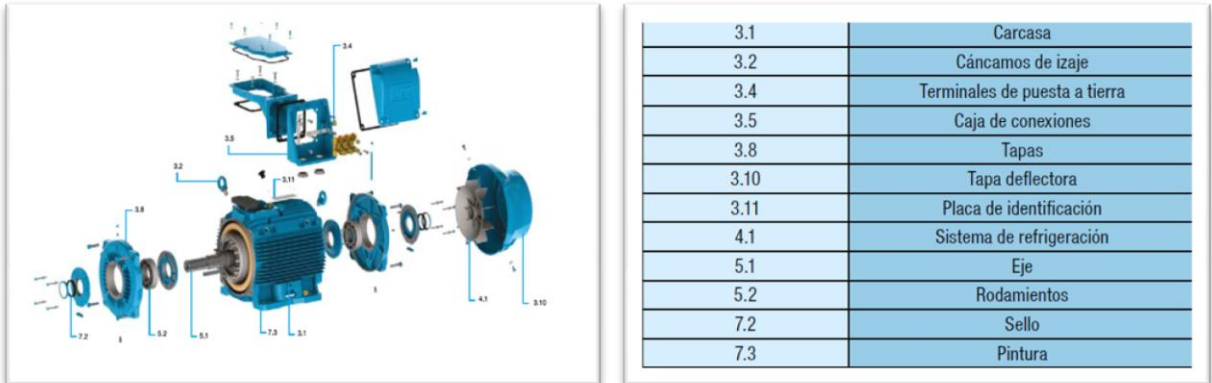 3.4
3.5
3.2
3.11
3.8
4.1
3.10
7.2
5.2
5.1
7.3
3.1
3.1 Carcasa
3.2 Cáncamos de izaje
3.4 Terminales de puesta a tierra
3.5 Caja de conexiones
3.8 Tapas
3.10 Tapa deflectora
3.11 Placa de identificación
4.1 Sistema de refrigeración
5.1 Eje
5.2 Rodamientos
7.2 Sello
7.3 Pintura